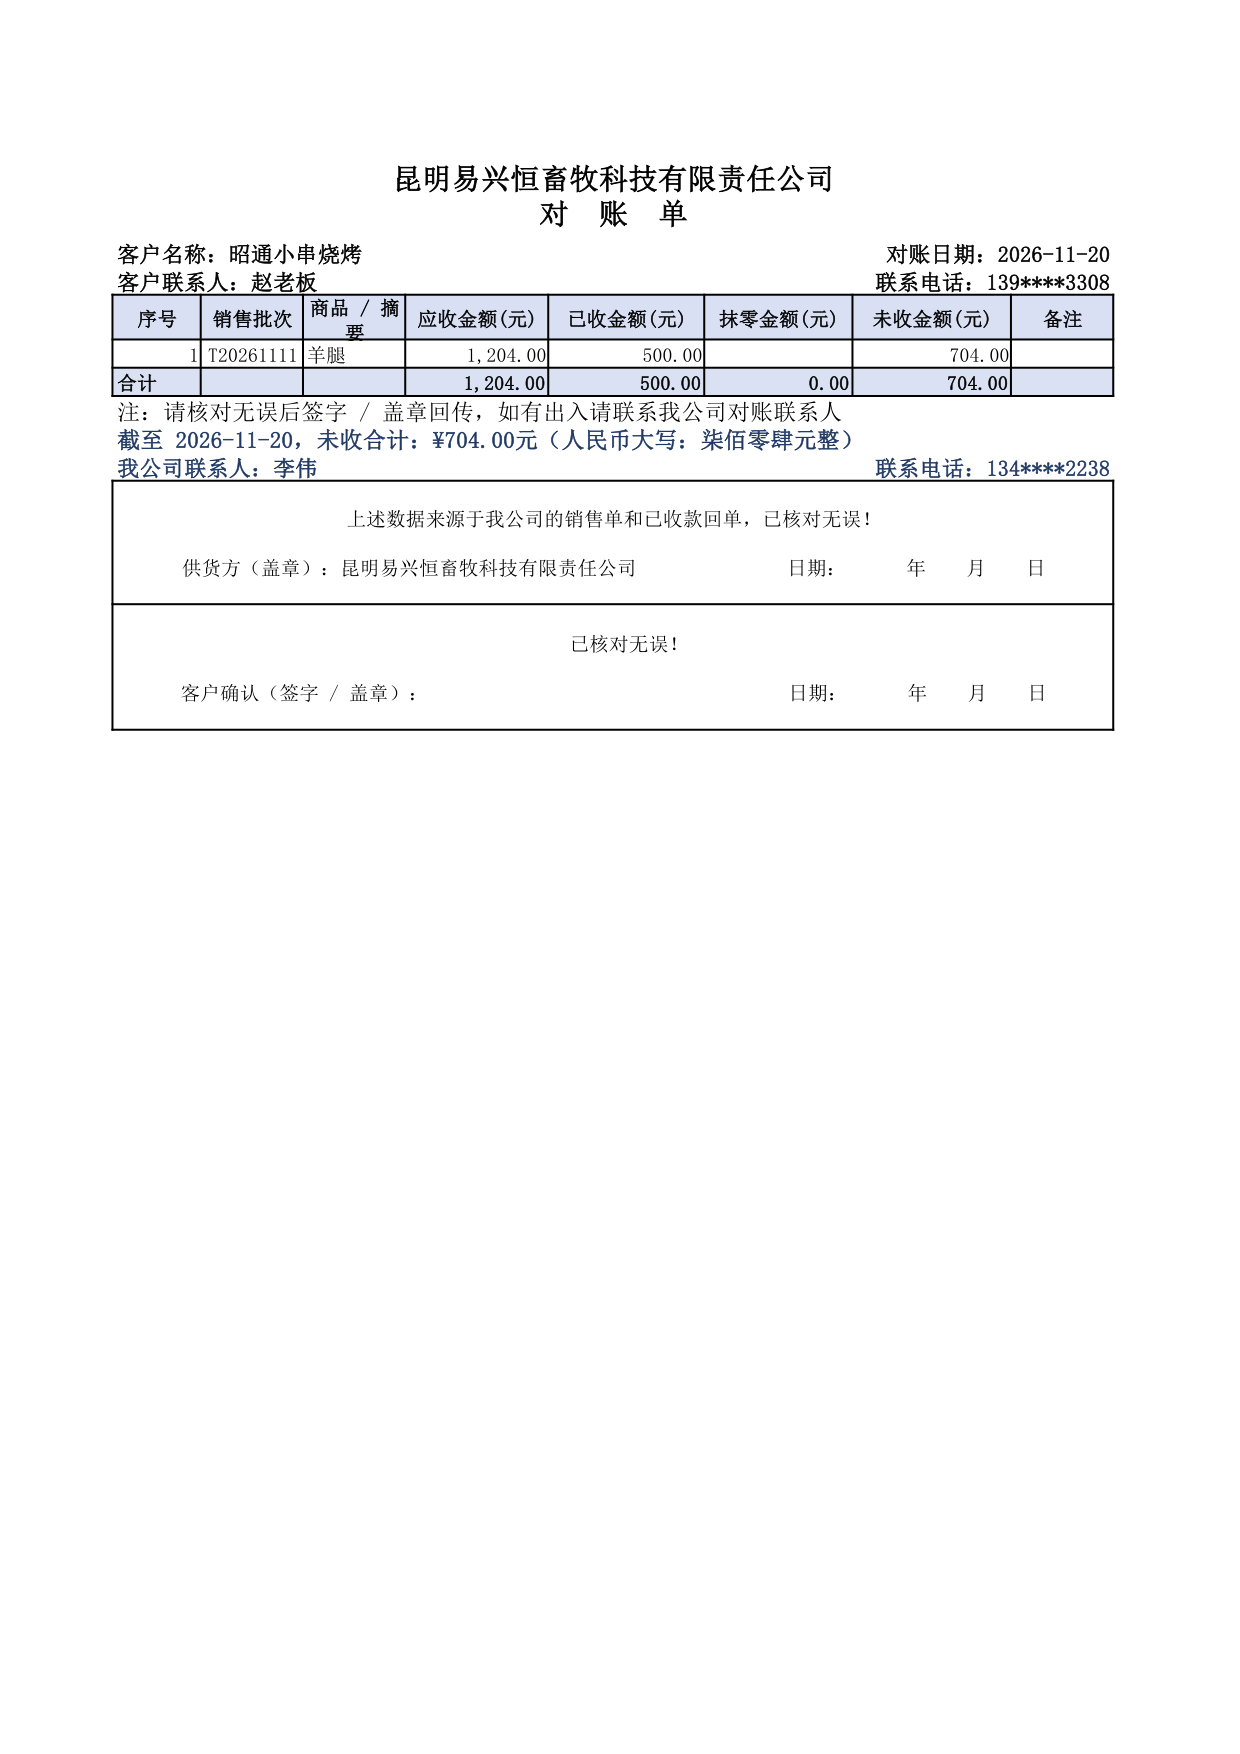 昆明易兴恒畜牧科技有限责任公司
对 账 单
客户名称：昭通小串烧烤 对账日期：2026-11-20
客户联系人：赵老板 联系电话：139****3308
序号 销售批次 商品 / 摘要 应收金额(元) 已收金额(元) 抹零金额(元) 未收金额(元) 备注
1 T20261111 羊腿 1,204.00 500.00 704.00
合计 1,204.00 500.00 0.00 704.00
注：请核对无误后签字 / 盖章回传，如有出入请联系我公司对账联系人
截至 2026-11-20，未收合计：¥704.00元（人民币大写：柒佰零肆元整）
我公司联系人：李伟 联系电话：134****2238
上述数据来源于我公司的销售单和已收款回单，已核对无误！
供货方（盖章）：昆明易兴恒畜牧科技有限责任公司 日期： 年 月 日
已核对无误！
客户确认（签字 / 盖章）： 日期： 年 月 日